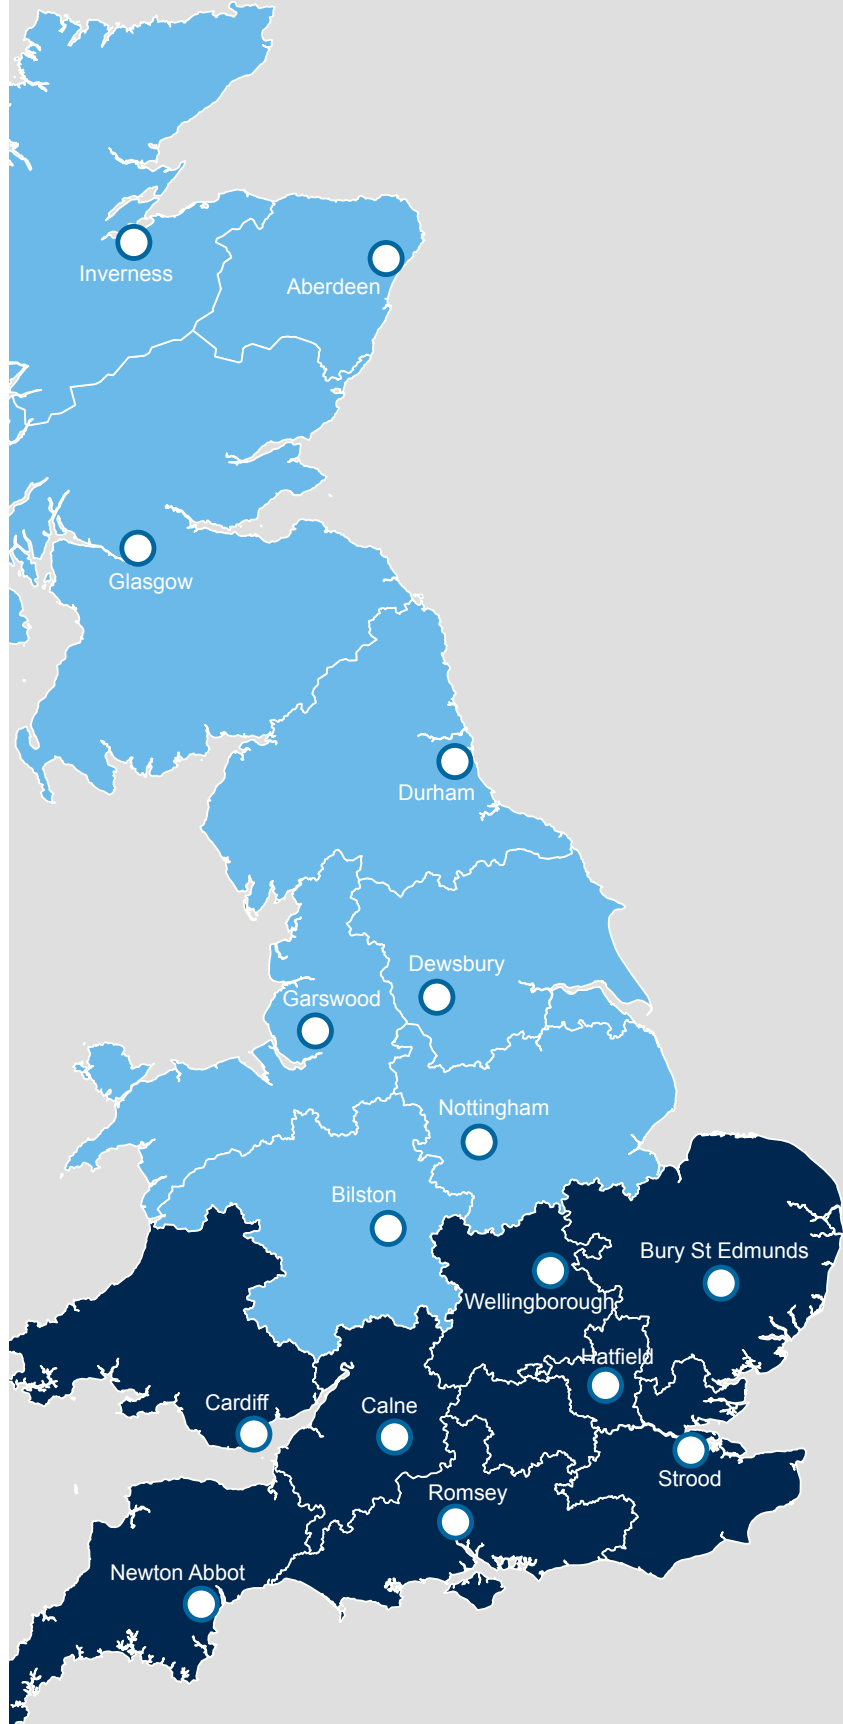 Inverness
Aberdeen
Glasgow
Durham
Dewsbury
Garswood
Nottingham
Bilston
Bury St Edmunds
Wellingborough
Hatfield
Cardiff
Calne
Strood
Romsey
Newton Abbot